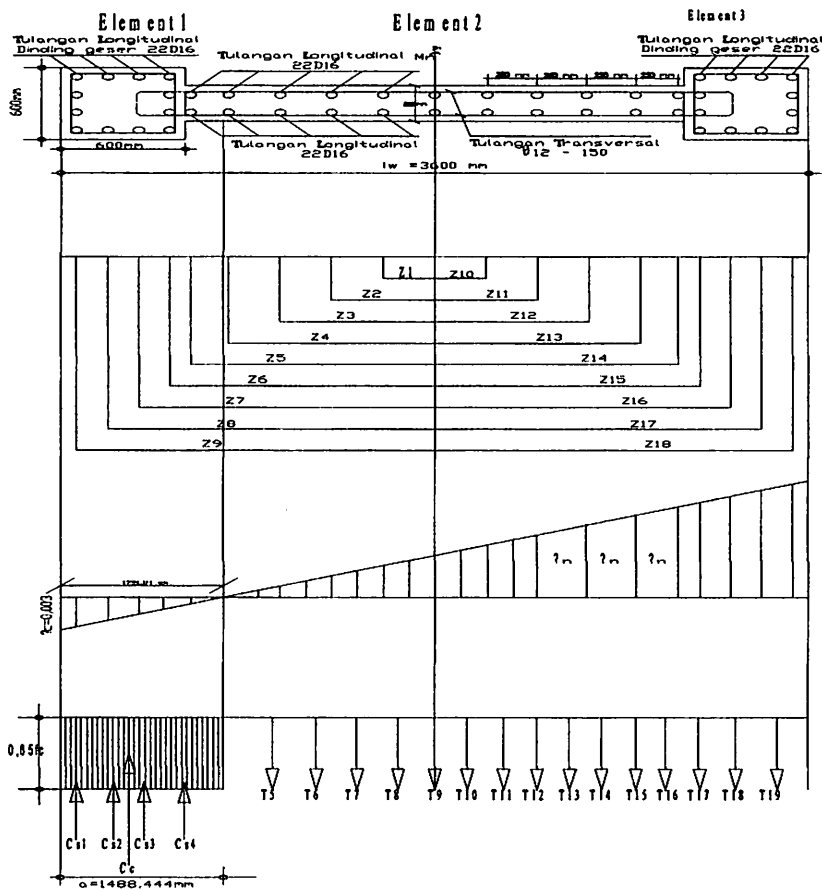 Element 1
Element 2
Element 3
Tulangan Longitudinal
Dinding geser 22D16
Tulangan Longitudinal
22D16
Tulangan Longitudinal
Dinding geser 22D16
600mm
600mm
Tulangan Longitudinal
22D16
Tulangan Transversal
12 - 150
lw =3600 mm
Z1
Z10
Z2
Z11
Z3
Z12
Z4
Z13
Z5
Z14
Z6
Z15
Z7
Z16
Z8
Z17
Z9
Z18
?n
?n
?n
?c=0,003
0,85fc
T5
T6
T7
T8
T9
T10
T11
T12
T13
T14
T15
T16
T17
T18
T19
Cs1
Cs2
Cs3
Cs4
Cc
a=1488,444mm